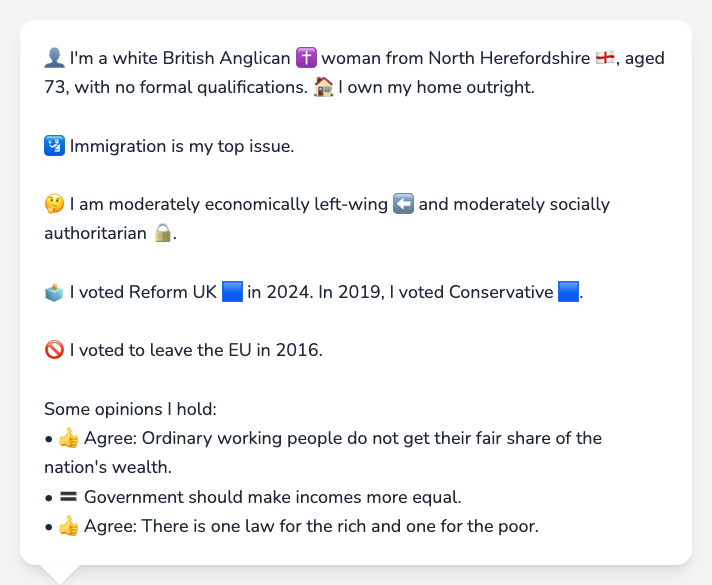 👤 I'm a white British Anglican ✝️ woman from North Herefordshire 🏴󠁧󠁢󠁥󠁮󠁧󠁿, aged
73, with no formal qualifications. 🏠 I own my home outright.
🛂 Immigration is my top issue.
🤔 I am moderately economically left-wing ⬅️ and moderately socially
authoritarian 🔒.
🗳️ I voted Reform UK 🟦 in 2024. In 2019, I voted Conservative 🟦.
🚫 I voted to leave the EU in 2016.
Some opinions I hold:
• 👍 Agree: Ordinary working people do not get their fair share of the
nation's wealth.
• 🟰 Government should make incomes more equal.
• 👍 Agree: There is one law for the rich and one for the poor.